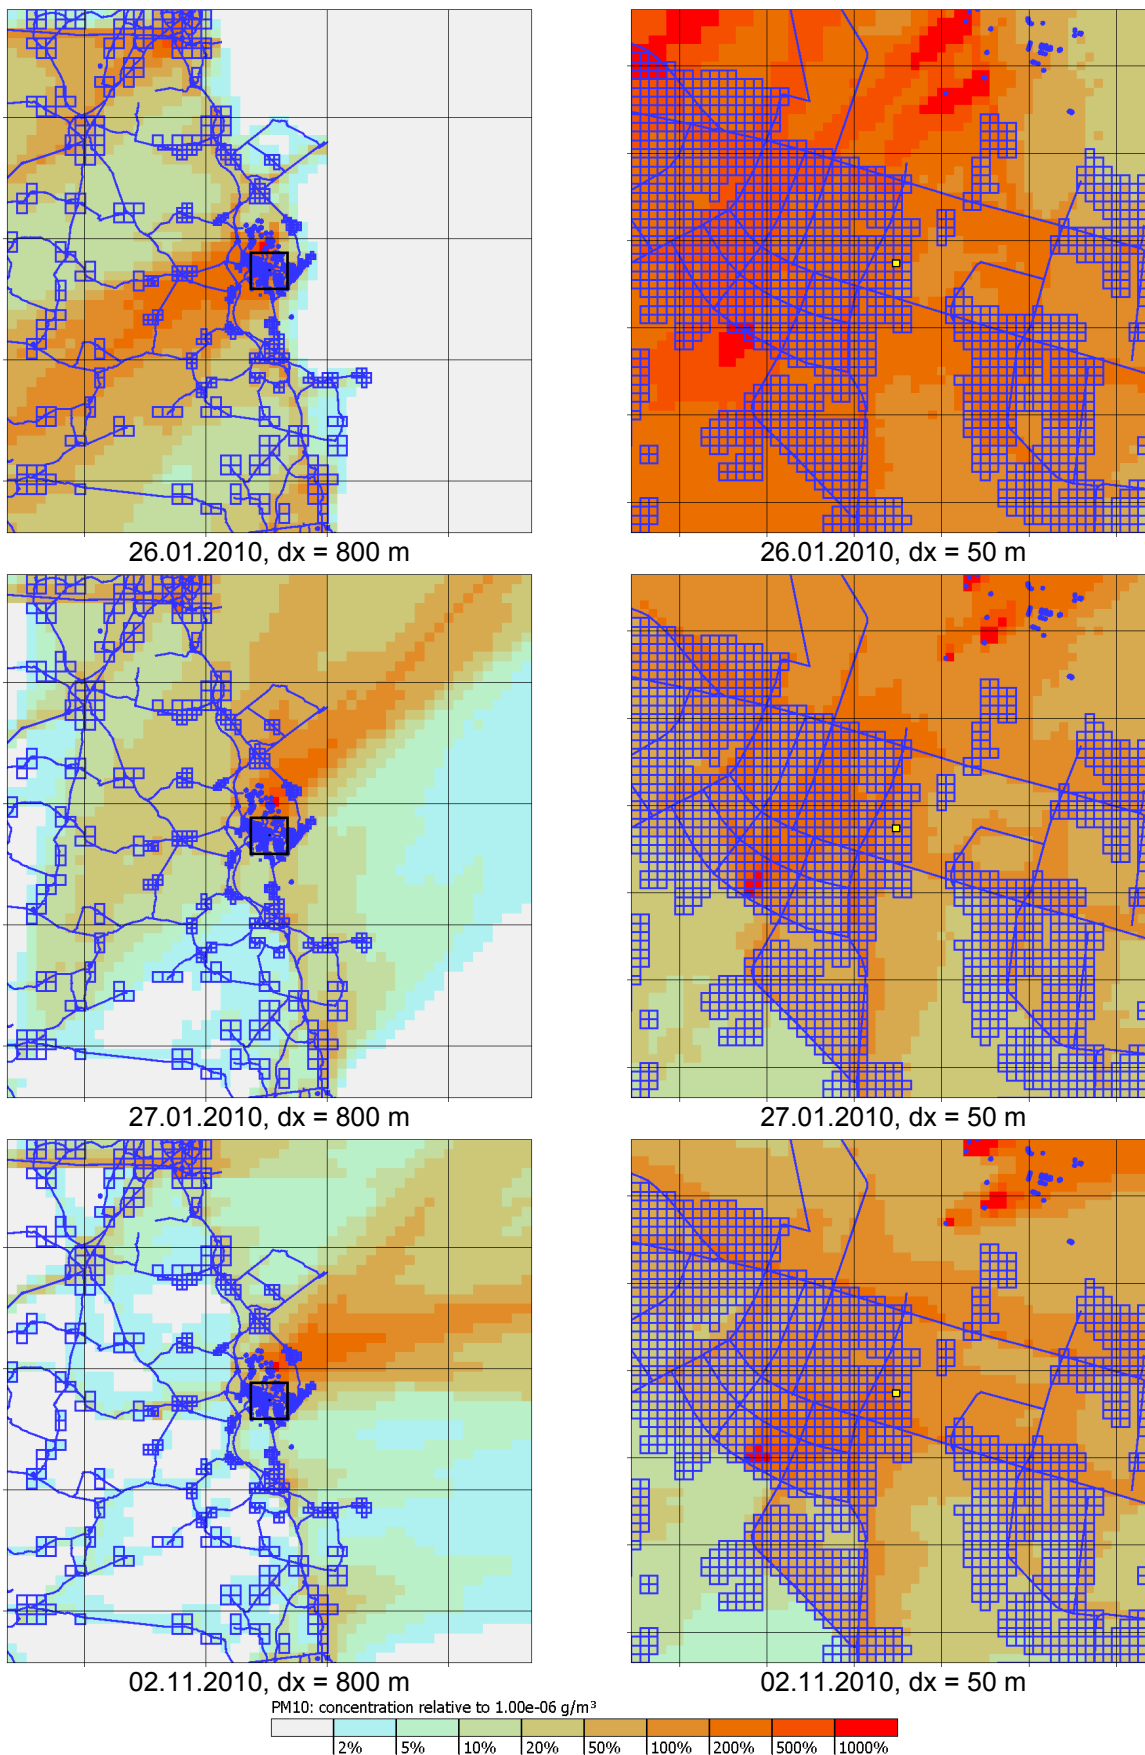 26.01.2010, dx = 800 m
26.01.2010, dx = 50 m
27.01.2010, dx = 800 m
27.01.2010, dx = 50 m
02.11.2010, dx = 800 m
02.11.2010, dx = 50 m
PM10: concentration relative to 1.00e-06 g/m³
2% 5% 10% 20% 50% 100% 200% 500% 1000%